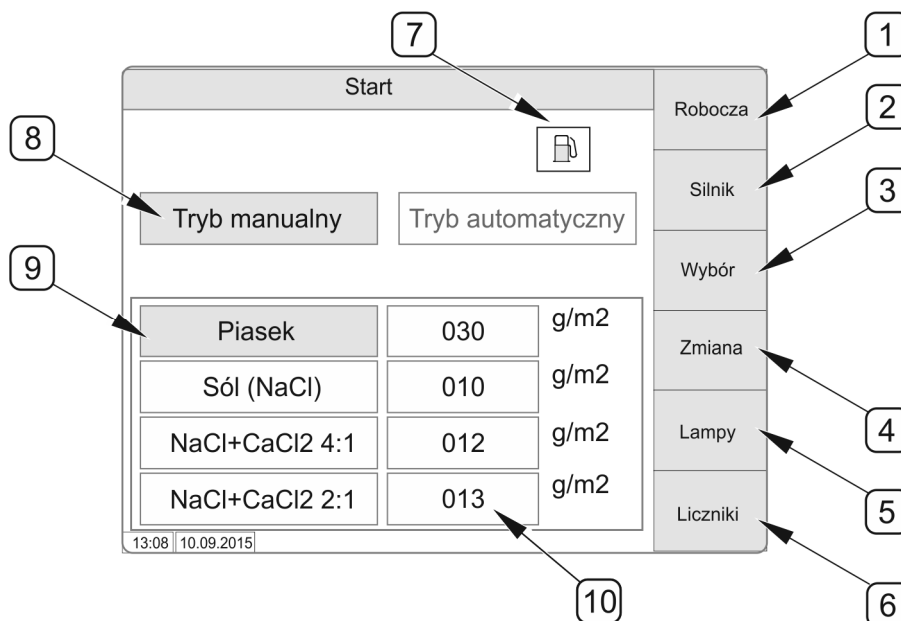 7
1
Start
Robocza
2
8
Silnik
3
Tryb manualny
Tryb automatyczny
9
Wybór
Piasek
030
g/m2
Zmiana
Sól (NaCl)
010
g/m2
4
NaCl+CaCl2 4:1
012
g/m2
Lampy
NaCl+CaCl2 2:1
013
g/m2
5
Liczniki
13:08
10.09.2015
10
6